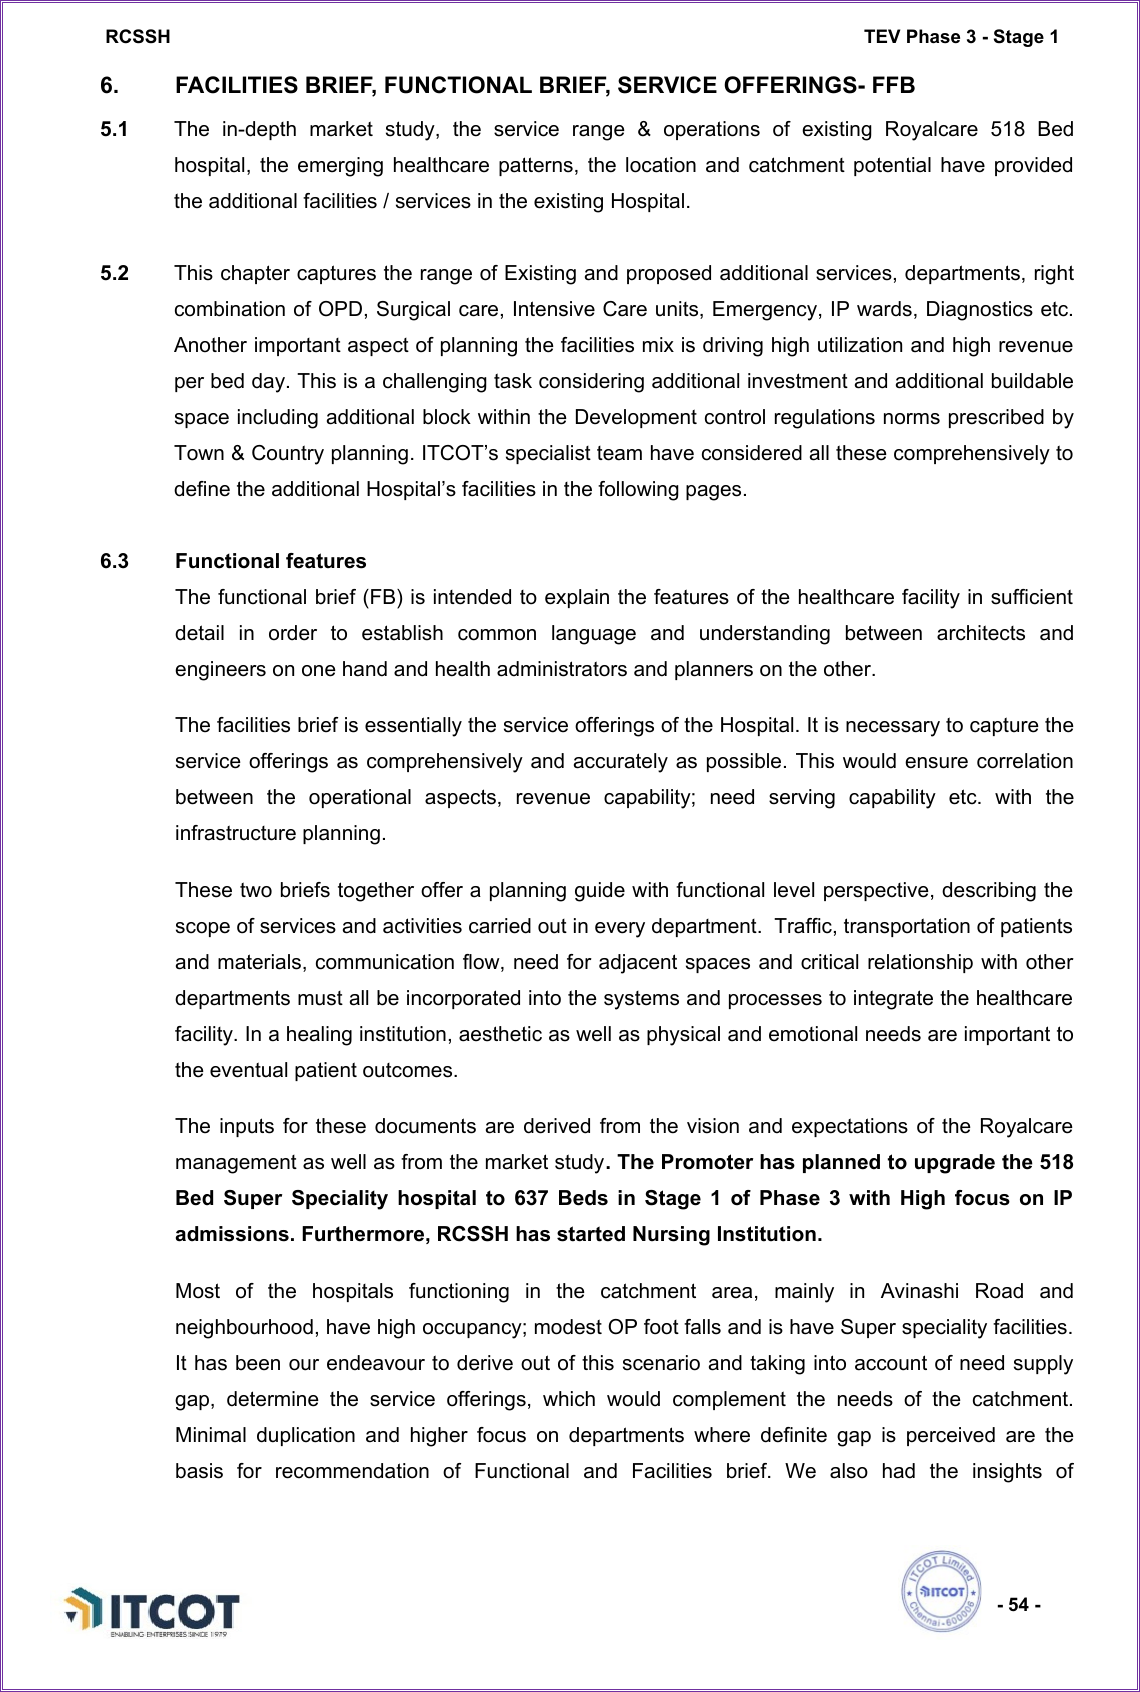 RCSSH TEV Phase 3 - Stage 1
6. FACILITIES BRIEF, FUNCTIONAL BRIEF, SERVICE OFFERINGS- FFB
5.1 The in-depth market study, the service range & operations of existing Royalcare 518 Bed
hospital, the emerging healthcare patterns, the location and catchment potential have provided
the additional facilities / services in the existing Hospital.
5.2 This chapter captures the range of Existing and proposed additional services, departments, right
combination of OPD, Surgical care, Intensive Care units, Emergency, IP wards, Diagnostics etc.
Another important aspect of planning the facilities mix is driving high utilization and high revenue
per bed day. This is a challenging task considering additional investment and additional buildable
space including additional block within the Development control regulations norms prescribed by
Town & Country planning. ITCOT’s specialist team have considered all these comprehensively to
define the additional Hospital’s facilities in the following pages.
6.3 Functional features
The functional brief (FB) is intended to explain the features of the healthcare facility in sufficient
detail in order to establish common language and understanding between architects and
engineers on one hand and health administrators and planners on the other.
The facilities brief is essentially the service offerings of the Hospital. It is necessary to capture the
service offerings as comprehensively and accurately as possible. This would ensure correlation
between the operational aspects, revenue capability; need serving capability etc. with the
infrastructure planning.
These two briefs together offer a planning guide with functional level perspective, describing the
scope of services and activities carried out in every department.  Traffic, transportation of patients
and materials, communication flow, need for adjacent spaces and critical relationship with other
departments must all be incorporated into the systems and processes to integrate the healthcare
facility. In a healing institution, aesthetic as well as physical and emotional needs are important to
the eventual patient outcomes.
The inputs for these documents are derived from the vision and expectations of the Royalcare
management as well as from the market study. The Promoter has planned to upgrade the 518
Bed Super Speciality hospital to 637 Beds in Stage 1 of Phase 3 with High focus on IP
admissions. Furthermore, RCSSH has started Nursing Institution.
Most of the hospitals functioning in the catchment area, mainly in Avinashi Road and
neighbourhood, have high occupancy; modest OP foot falls and is have Super speciality facilities.
It has been our endeavour to derive out of this scenario and taking into account of need supply
gap, determine the service offerings, which would complement the needs of the catchment.
Minimal duplication and higher focus on departments where definite gap is perceived are the
basis for recommendation of Functional and Facilities brief. We also had the insights of
ITCOT
ENABLING ENTERPRISES SINCE 1979
ITCOT Limited
ITCOT
Chennai-600006
- 54 -